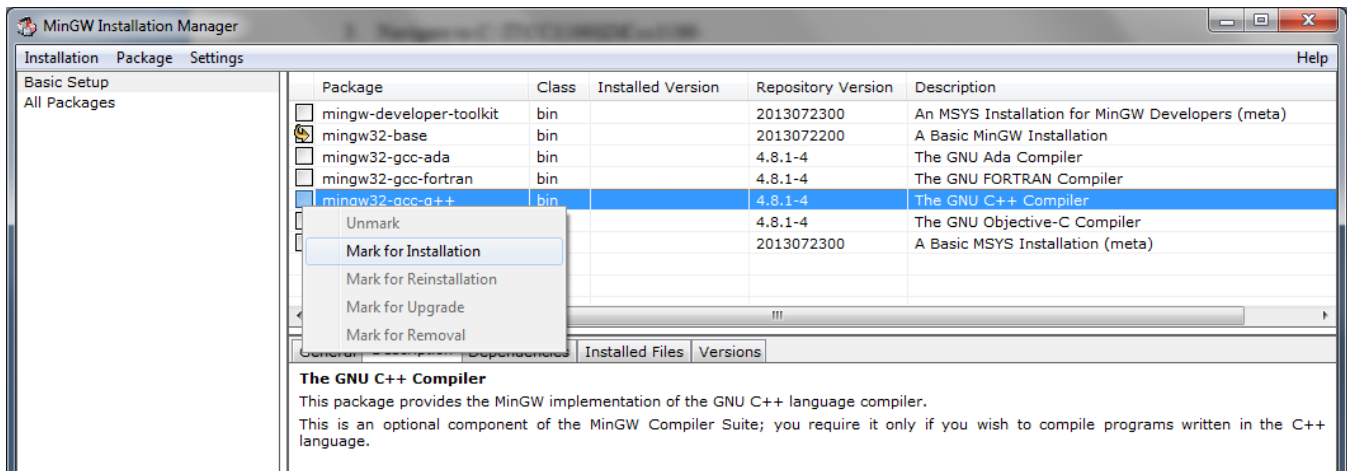 MinGW Installation Manager
Installation Package Settings Help
Basic Setup
All Packages
Package Class Installed Version Repository Version Description
mingw-developer-toolkit bin 2013072300 An MSYS Installation for MinGW Developers (meta)
mingw32-base bin 2013072200 A Basic MinGW Installation
mingw32-gcc-ada bin 4.8.1-4 The GNU Ada Compiler
mingw32-gcc-fortran bin 4.8.1-4 The GNU FORTRAN Compiler
mingw32-gcc-g++ bin 4.8.1-4 The GNU C++ Compiler
4.8.1-4 The GNU Objective-C Compiler
2013072300 A Basic MSYS Installation (meta)
Unmark
Mark for Installation
Mark for Reinstallation
Mark for Upgrade
Mark for Removal
General Description Dependencies Installed Files Versions
The GNU C++ Compiler
This package provides the MinGW implementation of the GNU C++ language compiler.
This is an optional component of the MinGW Compiler Suite; you require it only if you wish to compile programs written in the C++
language.